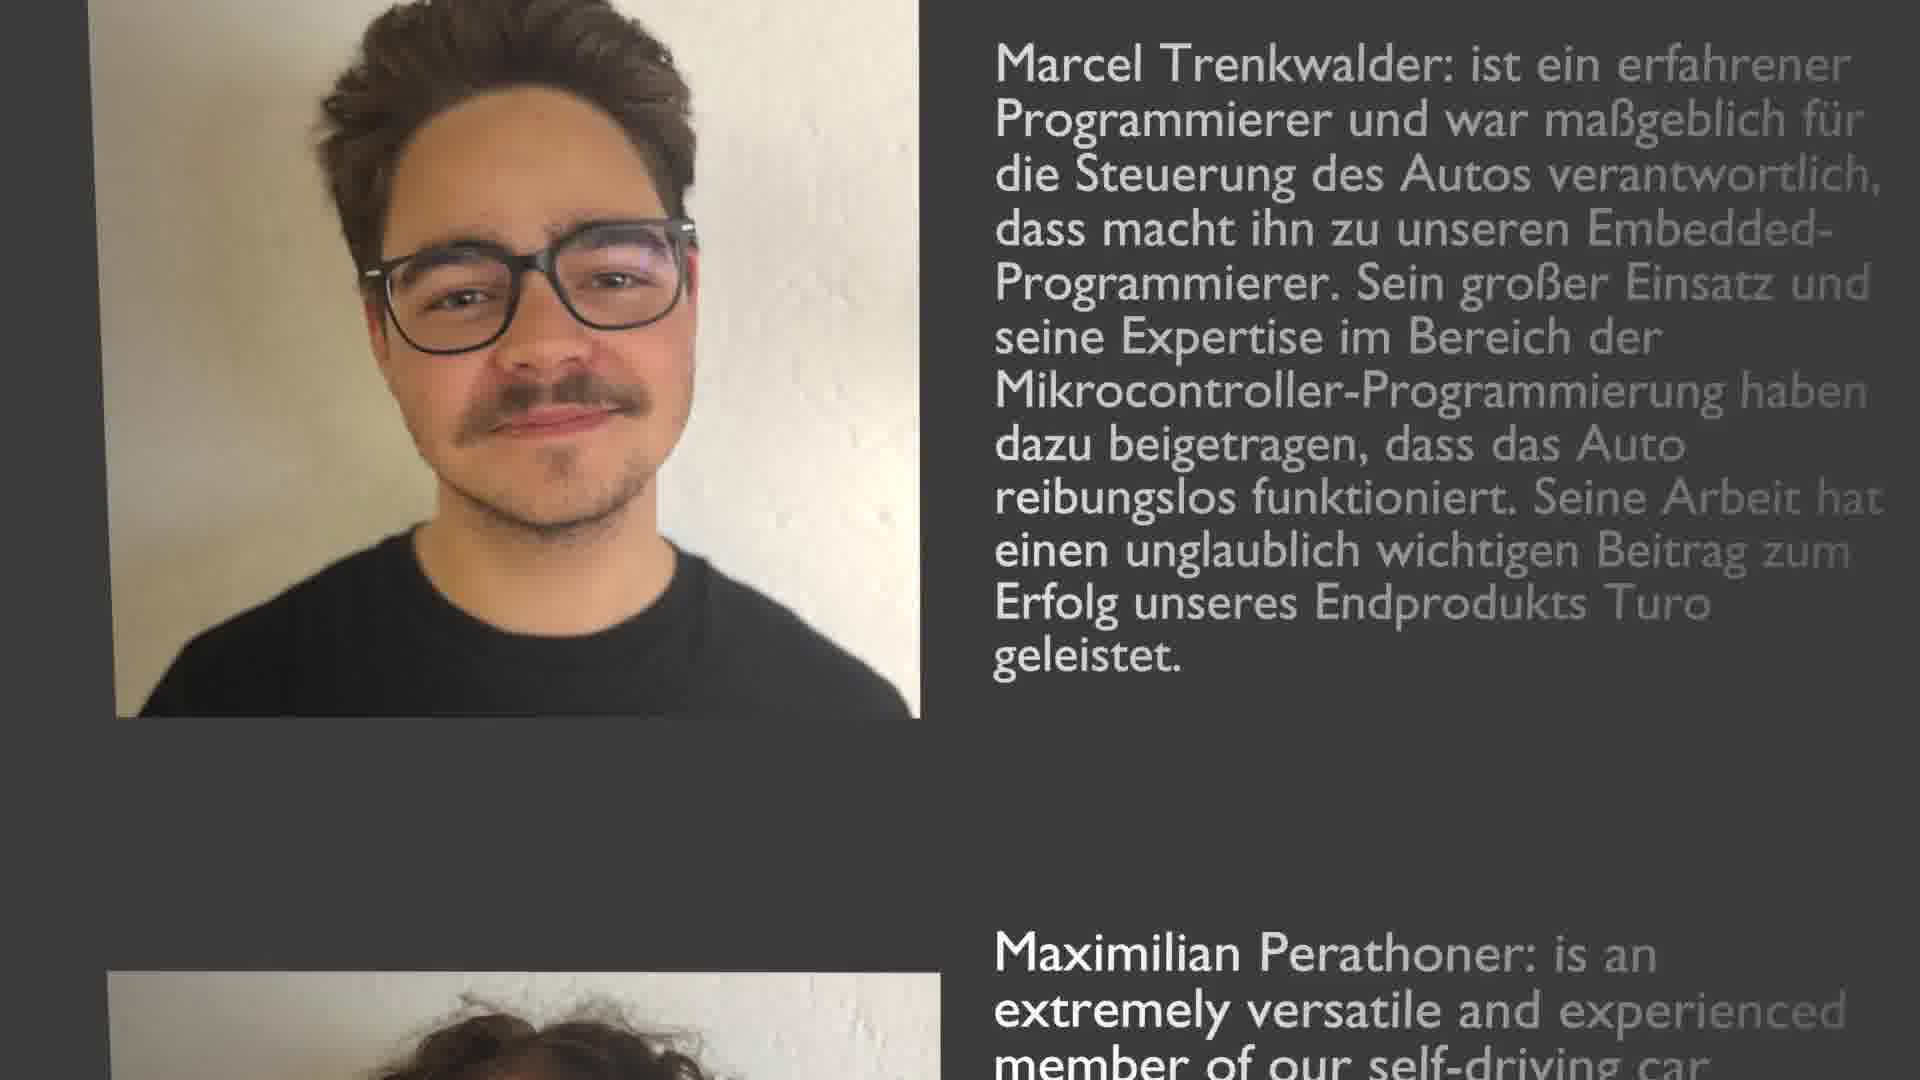 Marcel Trenkwalder: ist ein erfahrener
Programmierer und war maßgeblich für
die Steuerung des Autos verantwortlich,
dass macht ihn zu unseren Embedded-
Programmierer. Sein großer Einsatz und
seine Expertise im Bereich der
Mikrocontroller-Programmierung haben
dazu beigetragen, dass das Auto
reibungslos funktioniert. Seine Arbeit hat
einen unglaublich wichtigen Beitrag zum
Erfolg unseres Endprodukts Turo
geleistet.
Maximilian Perathoner: is an
extremely versatile and experienced
member of our self-driving car